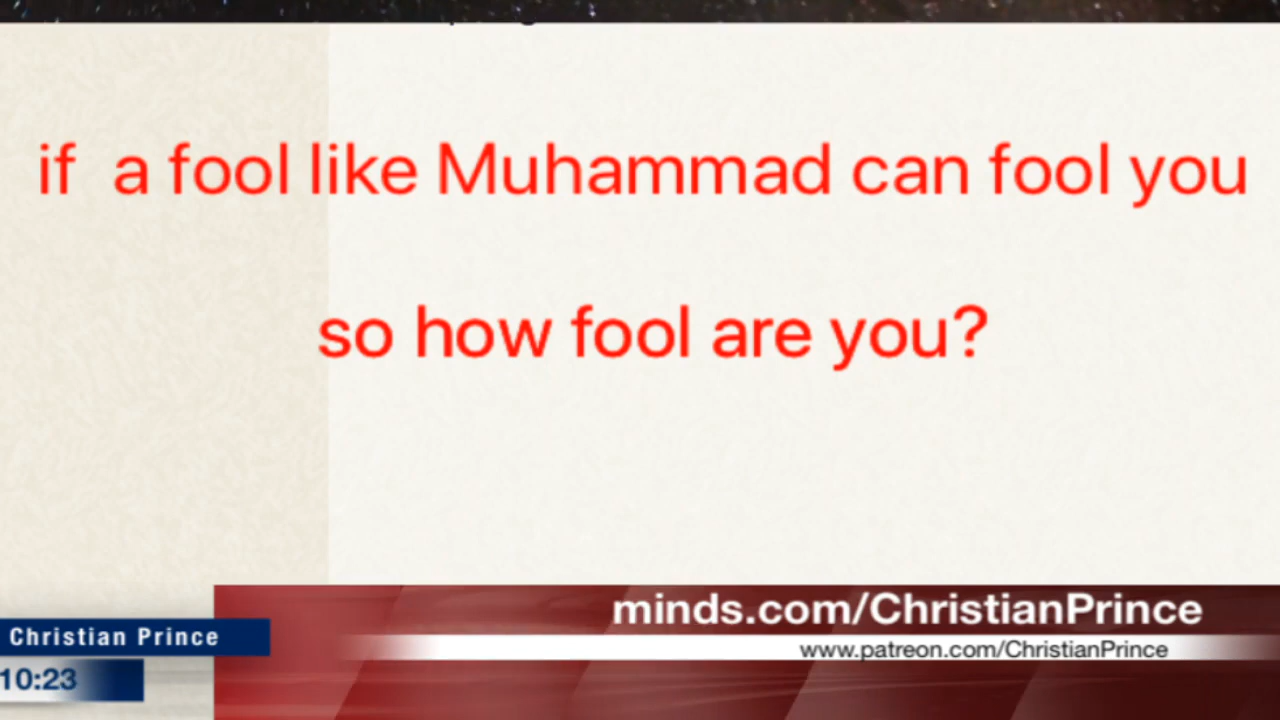 if a fool like Muhammad can fool you
so how fool are you?
minds.com/ChristianPrince
Christian Prince
www.patreon.com/ChristianPrince
10:23